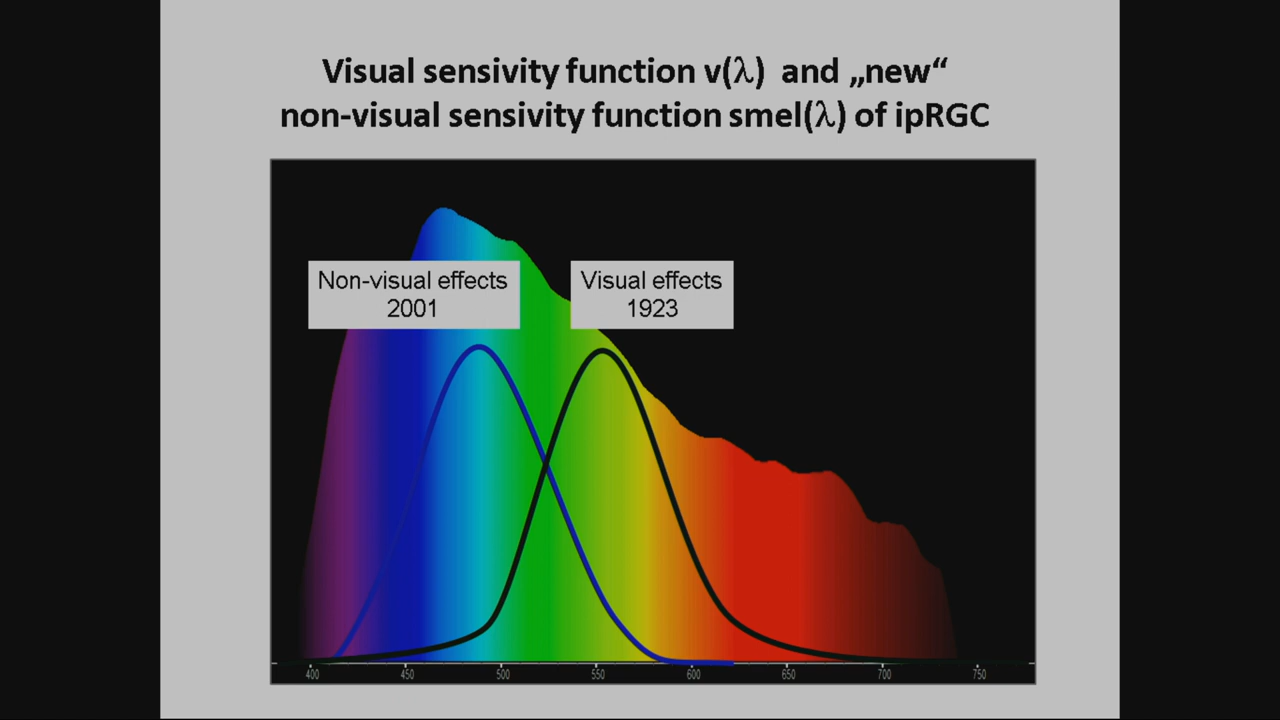 Visual sensivity function v(λ) and „new“
non-visual sensivity function smel(λ) of ipRGC
Non-visual effects
2001
Visual effects
1923
400 450 500 550 600 650 700 750